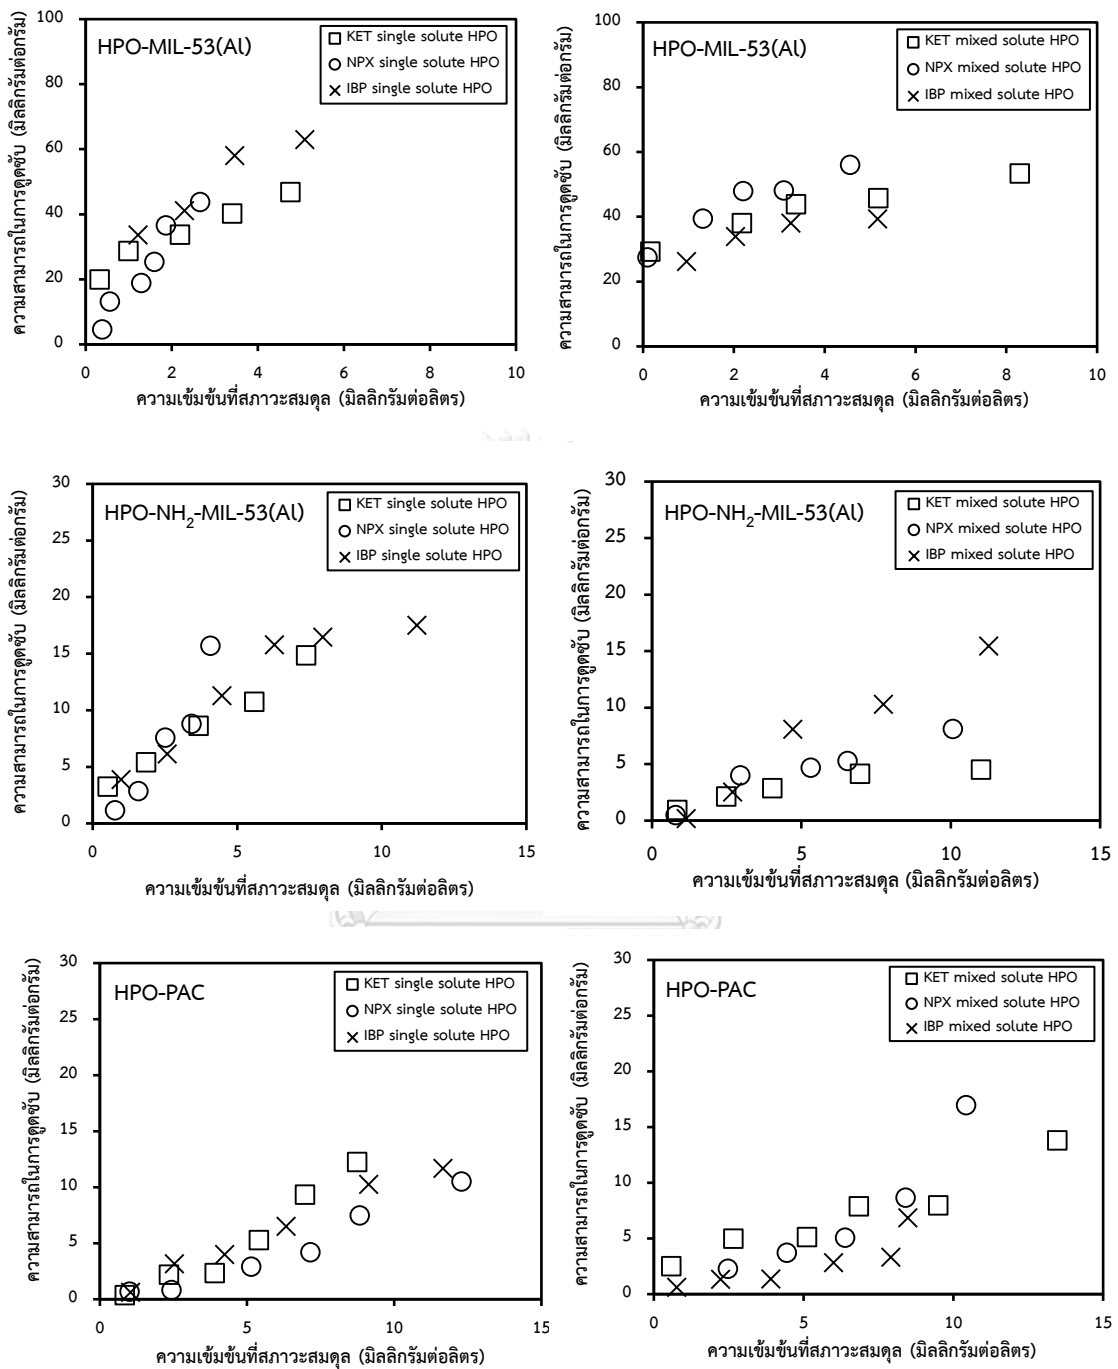 HPO-MIL-53(Al)
KET single solute HPO
NPX single solute HPO
IBP single solute HPO
ความสามารถในการดูดซับ (มิลลิกรัมต่อกรัม)
100
80
60
40
20
0
0 2 4 6 8 10
ความเข้มข้นที่สภาวะสมดุล (มิลลิกรัมต่อลิตร)
HPO-MIL-53(Al)
KET mixed solute HPO
NPX mixed solute HPO
IBP mixed solute HPO
ความสามารถในการดูดซับ (มิลลิกรัมต่อกรัม)
100
80
60
40
20
0
0 2 4 6 8 10
ความเข้มข้นที่สภาวะสมดุล (มิลลิกรัมต่อลิตร)
HPO-NH2-MIL-53(Al)
KET single solute HPO
NPX single solute HPO
IBP single solute HPO
ความสามารถในการดูดซับ (มิลลิกรัมต่อกรัม)
30
25
20
15
10
5
0
0 5 10 15
ความเข้มข้นที่สภาวะสมดุล (มิลลิกรัมต่อลิตร)
HPO-NH2-MIL-53(Al)
KET mixed solute HPO
NPX mixed solute HPO
IBP mixed solute HPO
ความสามารถในการดูดซับ (มิลลิกรัมต่อกรัม)
30
25
20
15
10
5
0
0 5 10 15
ความเข้มข้นที่สภาวะสมดุล (มิลลิกรัมต่อลิตร)
HPO-PAC
KET single solute HPO
NPX single solute HPO
IBP single solute HPO
ความสามารถในการดูดซับ (มิลลิกรัมต่อกรัม)
30
25
20
15
10
5
0
0 5 10 15
ความเข้มข้นที่สภาวะสมดุล (มิลลิกรัมต่อลิตร)
HPO-PAC
KET mixed solute HPO
NPX mixed solute HPO
IBP mixed solute HPO
ความสามารถในการดูดซับ (มิลลิกรัมต่อกรัม)
30
25
20
15
10
5
0
0 5 10 15
ความเข้มข้นที่สภาวะสมดุล (มิลลิกรัมต่อลิตร)